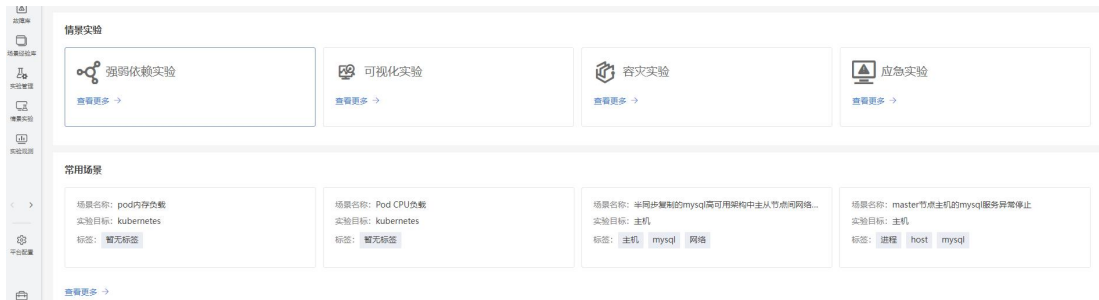 故障库
场景经验库
实验管理
情景实验
实验观测
平台配置
情景实验
强弱依赖实验
查看更多 →
可视化实验
查看更多 →
容灾实验
查看更多 →
应急实验
查看更多 →
常用场景
场景名称：pod内存负载
实验目标：kubernetes
标签： 暂无标签
场景名称：Pod CPU负载
实验目标：kubernetes
标签： 暂无标签
场景名称：半同步复制的mysql高可用架构中主从节点间网络...
实验目标：主机
标签： 主机 mysql 网络
场景名称：master节点主机的mysql服务异常停止
实验目标：主机
标签： 进程 host mysql
查看更多 →